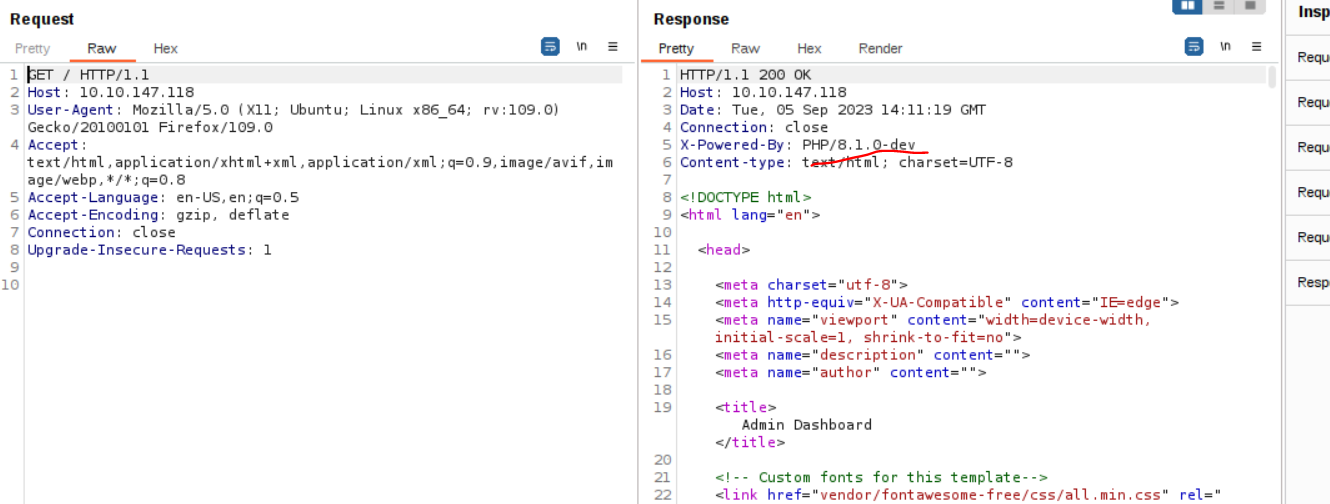 Request
Pretty Raw Hex \n
1 GET / HTTP/1.1
2 Host: 10.10.147.118
3 User-Agent: Mozilla/5.0 (X11; Ubuntu; Linux x86_64; rv:109.0)
Gecko/20100101 Firefox/109.0
4 Accept:
text/html,application/xhtml+xml,application/xml;q=0.9,image/avif,im
age/webp,*/*;q=0.8
5 Accept-Language: en-US,en;q=0.5
6 Accept-Encoding: gzip, deflate
7 Connection: close
8 Upgrade-Insecure-Requests: 1
9
10
Response
Pretty Raw Hex Render \n
1 HTTP/1.1 200 OK
2 Host: 10.10.147.118
3 Date: Tue, 05 Sep 2023 14:11:19 GMT
4 Connection: close
5 X-Powered-By: PHP/8.1.0-dev
6 Content-type: text/html; charset=UTF-8
7
8 <!DOCTYPE html>
9 <html lang="en">
10
11 <head>
12
13 <meta charset="utf-8">
14 <meta http-equiv="X-UA-Compatible" content="IE=edge">
15 <meta name="viewport" content="width=device-width,
initial-scale=1, shrink-to-fit=no">
16 <meta name="description" content="">
17 <meta name="author" content="">
18
19 <title>
Admin Dashboard
</title>
20
21 <!-- Custom fonts for this template-->
22 <link href="vendor/fontawesome-free/css/all.min.css" rel="
Insp
Requ
Requ
Requ
Requ
Requ
Resp